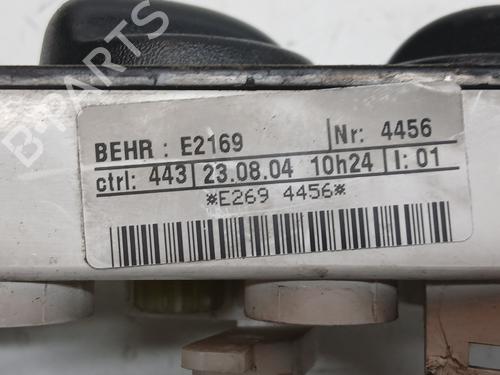 BEHR : E2169 Nr: 4456
ctrl: 443 23.08.04 10h24 I: 01
*E269 4456*
B-PARTS